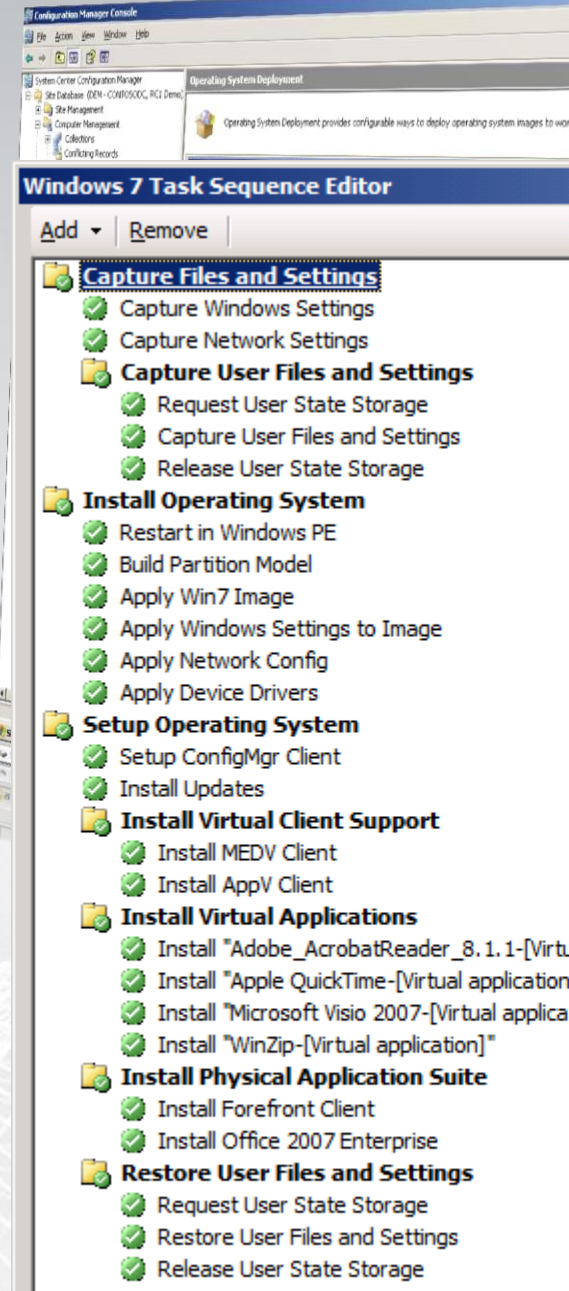 Configuration Manager Console
File Action View Window Help
System Center Configuration Manager
Operating System Deployment
Site Database (DEM - CONTOSODC, RC1 Demo)
Site Management
Computer Management
Operating System Deployment provides configurable ways to deploy operating system images to wor
Collections
Conflicting Records
Windows 7 Task Sequence Editor
Add Remove
Capture Files and Settings
Capture Windows Settings
Capture Network Settings
Capture User Files and Settings
Request User State Storage
Capture User Files and Settings
Release User State Storage
Install Operating System
Restart in Windows PE
Build Partition Model
Apply Win7 Image
Apply Windows Settings to Image
Apply Network Config
Apply Device Drivers
Setup Operating System
Setup ConfigMgr Client
Install Updates
Install Virtual Client Support
Install MEDV Client
Install AppV Client
Install Virtual Applications
Install "Adobe_AcrobatReader_8.1.1-[Virtu
Install "Apple QuickTime-[Virtual application
Install "Microsoft Visio 2007-[Virtual applica
Install "WinZip-[Virtual application]"
Install Physical Application Suite
Install Forefront Client
Install Office 2007 Enterprise
Restore User Files and Settings
Request User State Storage
Restore User Files and Settings
Release User State Storage